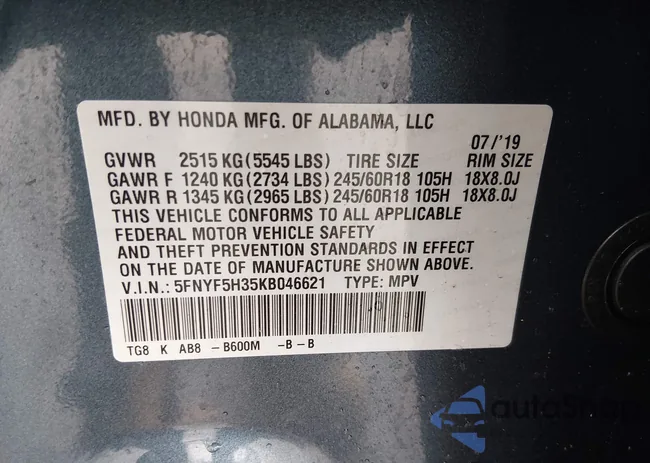 MFD. BY HONDA MFG. OF ALABAMA, LLC
07/'19
GVWR 2515 KG (5545 LBS) TIRE SIZE RIM SIZE
GAWR F 1240 KG (2734 LBS) 245/60R18 105H 18X8.0J
GAWR R 1345 KG (2965 LBS) 245/60R18 105H 18X8.0J
THIS VEHICLE CONFORMS TO ALL APPLICABLE
FEDERAL MOTOR VEHICLE SAFETY
AND THEFT PREVENTION STANDARDS IN EFFECT
ON THE DATE OF MANUFACTURE SHOWN ABOVE.
V.I.N.: 5FNYF5H35KB046621 TYPE: MPV
TG8 K AB8 -B600M -B-B